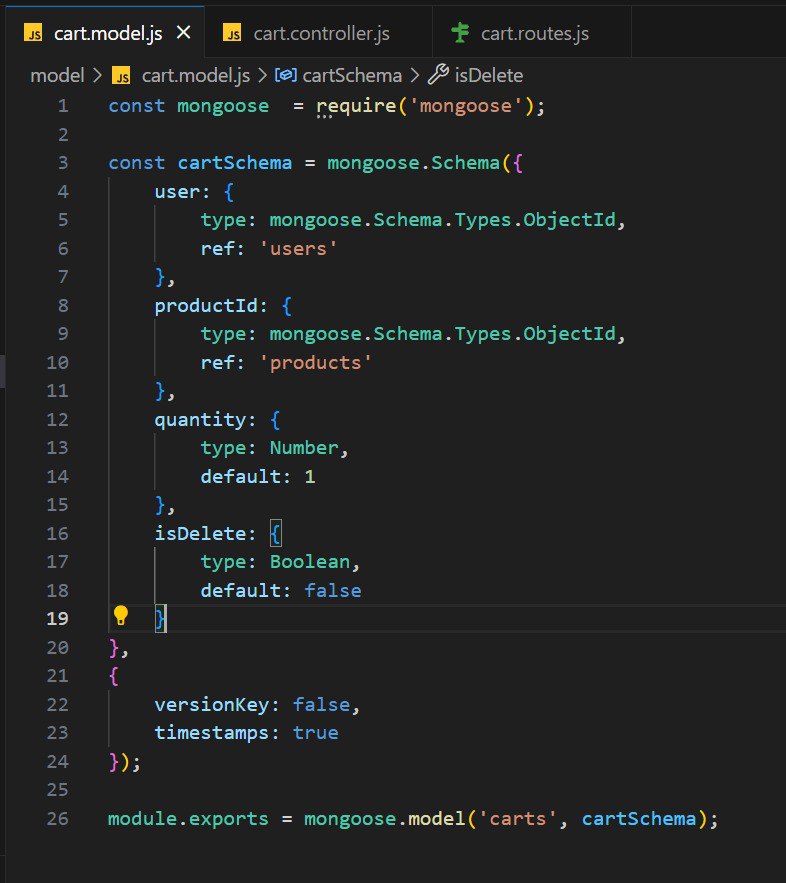 JS cart.model.js × JS cart.controller.js cart.routes.js
model > JS cart.model.js > cartSchema > isDelete
1 const mongoose  = require('mongoose');
2
3 const cartSchema = mongoose.Schema({
4     user: {
5         type: mongoose.Schema.Types.ObjectId,
6         ref: 'users'
7     },
8     productId: {
9         type: mongoose.Schema.Types.ObjectId,
10         ref: 'products'
11     },
12     quantity: {
13         type: Number,
14         default: 1
15     },
16     isDelete: {
17         type: Boolean,
18         default: false
19     }
20 },
21 {
22     versionKey: false,
23     timestamps: true
24 });
25
26 module.exports = mongoose.model('carts', cartSchema);